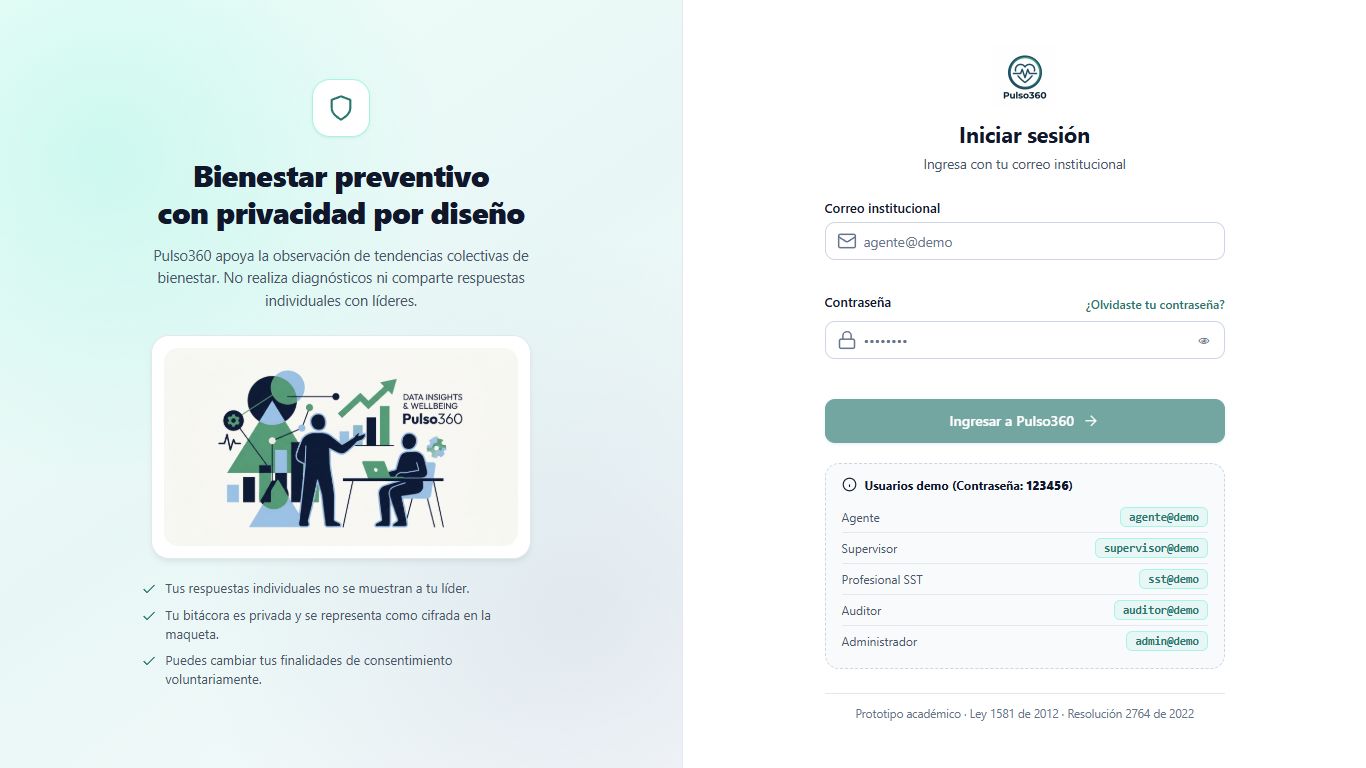 Bienestar preventivo
con privacidad por diseño
Pulso360 apoya la observación de tendencias colectivas de
bienestar. No realiza diagnósticos ni comparte respuestas
individuales con líderes.
DATA INSIGHTS
& WELLBEING
Pulso360
Tus respuestas individuales no se muestran a tu líder.
Tu bitácora es privada y se representa como cifrada en la
maqueta.
Puedes cambiar tus finalidades de consentimiento
voluntariamente.
Pulso360
Iniciar sesión
Ingresa con tu correo institucional
Correo institucional
agente@demo
Contraseña
¿Olvidaste tu contraseña?
••••••••
Ingresar a Pulso360 →
Usuarios demo (Contraseña: 123456)
Agente agente@demo
Supervisor supervisor@demo
Profesional SST sst@demo
Auditor auditor@demo
Administrador admin@demo
Prototipo académico · Ley 1581 de 2012 · Resolución 2764 de 2022